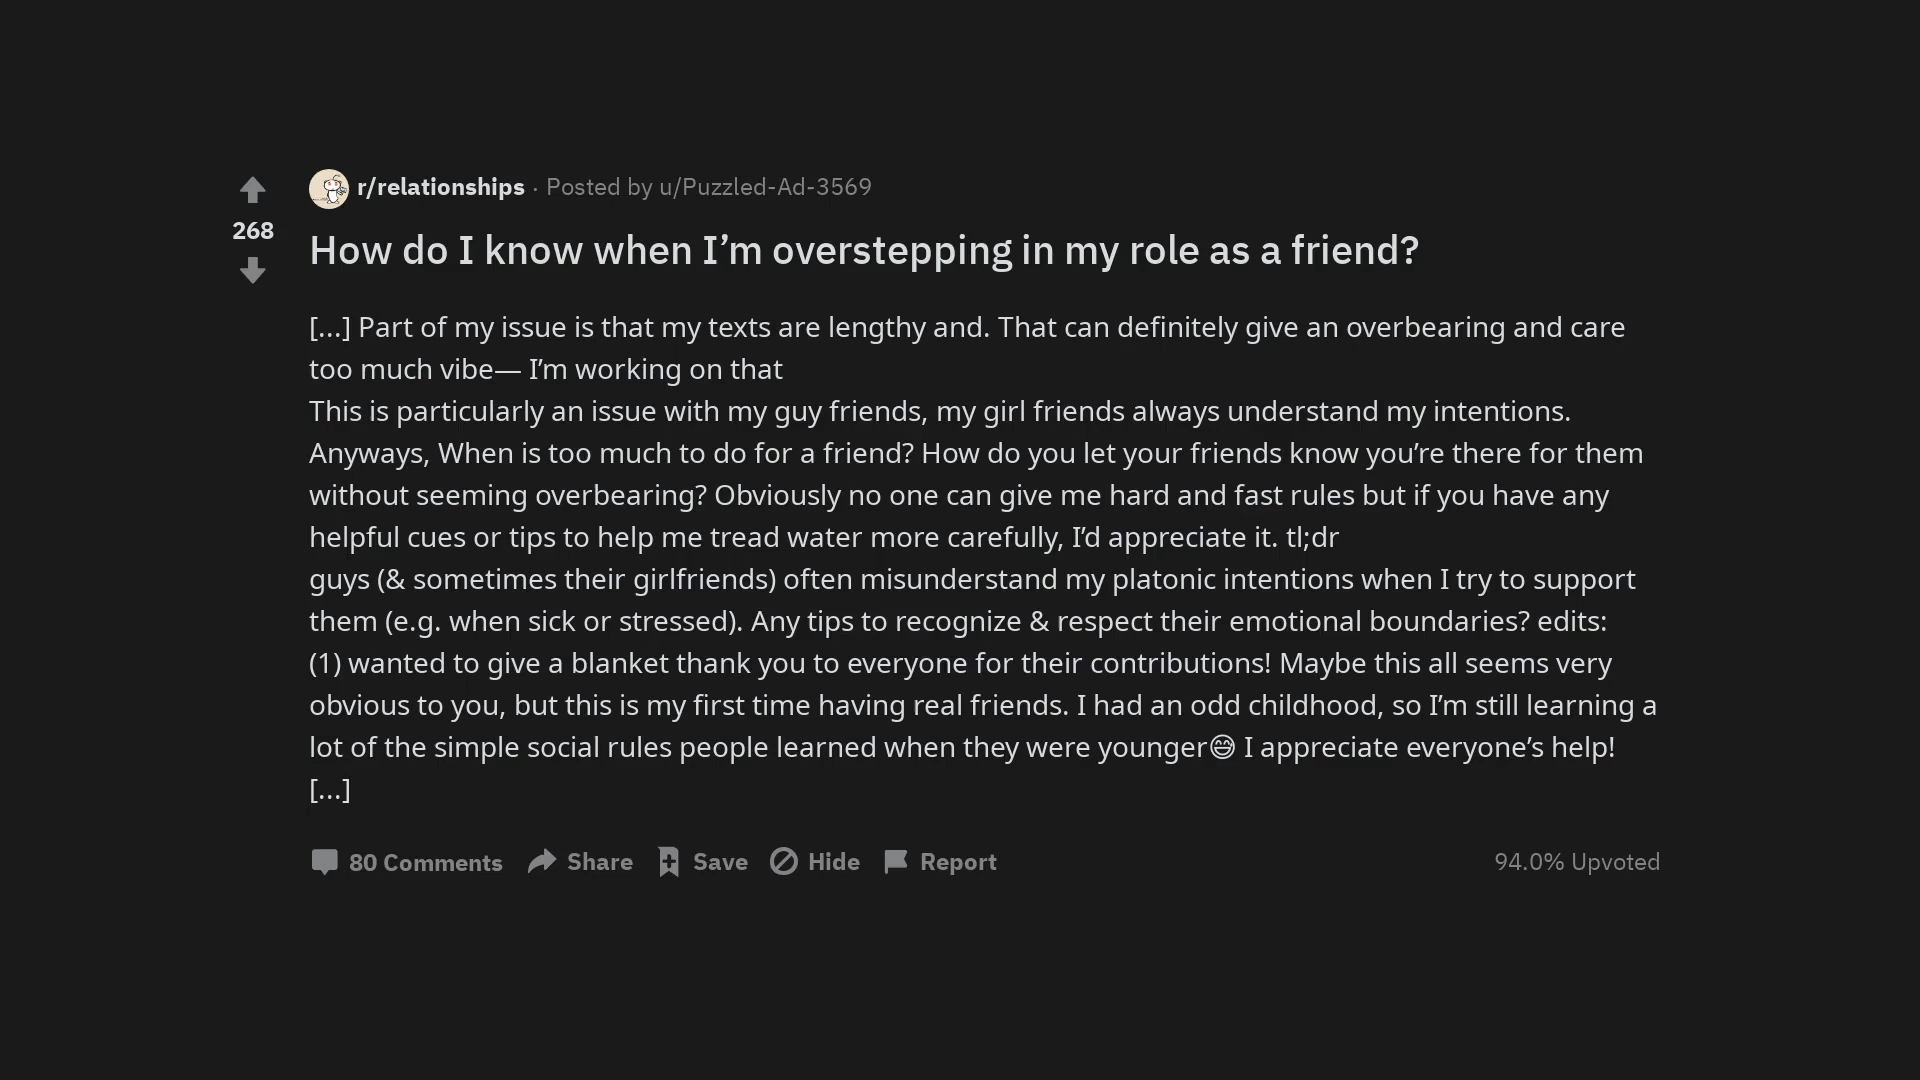 r/relationships · Posted by u/Puzzled-Ad-3569
268
How do I know when I’m overstepping in my role as a friend?
[...] Part of my issue is that my texts are lengthy and. That can definitely give an overbearing and care
too much vibe— I’m working on that
This is particularly an issue with my guy friends, my girl friends always understand my intentions.
Anyways, When is too much to do for a friend? How do you let your friends know you’re there for them
without seeming overbearing? Obviously no one can give me hard and fast rules but if you have any
helpful cues or tips to help me tread water more carefully, I’d appreciate it. tl;dr
guys (& sometimes their girlfriends) often misunderstand my platonic intentions when I try to support
them (e.g. when sick or stressed). Any tips to recognize & respect their emotional boundaries? edits:
(1) wanted to give a blanket thank you to everyone for their contributions! Maybe this all seems very
obvious to you, but this is my first time having real friends. I had an odd childhood, so I’m still learning a
lot of the simple social rules people learned when they were younger😅 I appreciate everyone’s help!
[...]
80 Comments Share Save Hide Report 94.0% Upvoted